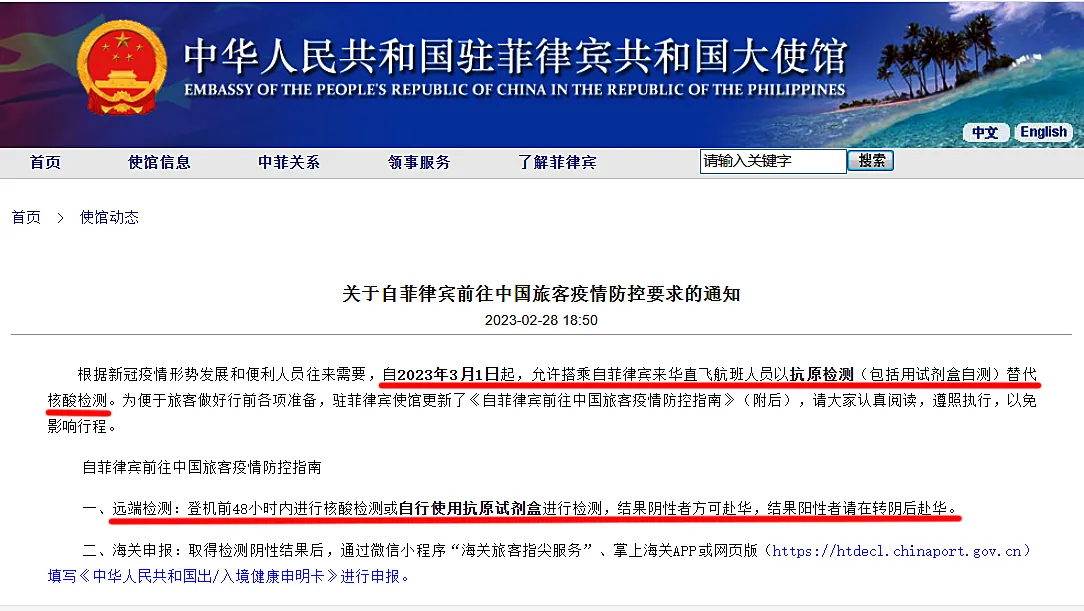 中华人民共和国驻菲律宾共和国大使馆
EMBASSY OF THE PEOPLE'S REPUBLIC OF CHINA IN THE REPUBLIC OF THE PHILIPPINES
中文 English
首页 使馆信息 中菲关系 领事服务 了解菲律宾 请输入关键字 搜索
首页 > 使馆动态
关于自菲律宾前往中国旅客疫情防控要求的通知
2023-02-28 18:50
根据新冠疫情形势发展和便利人员往来需要，自2023年3月1日起，允许搭乘自菲律宾来华直飞航班人员以抗原检测（包括用试剂盒自测）替代
核酸检测。为便于旅客做好行前各项准备，驻菲律宾使馆更新了《自菲律宾前往中国旅客疫情防控指南》（附后），请大家认真阅读，遵照执行，以免
影响行程。
自菲律宾前往中国旅客疫情防控指南
一、远端检测：登机前48小时内进行核酸检测或自行使用抗原试剂盒进行检测，结果阴性者方可赴华，结果阳性者请在转阴后赴华。
二、海关申报：取得检测阴性结果后，通过微信小程序“海关旅客指尖服务”、掌上海关APP或网页版（https://htdecl.chinaport.gov.cn）
填写《中华人民共和国出/入境健康申明卡》进行申报。